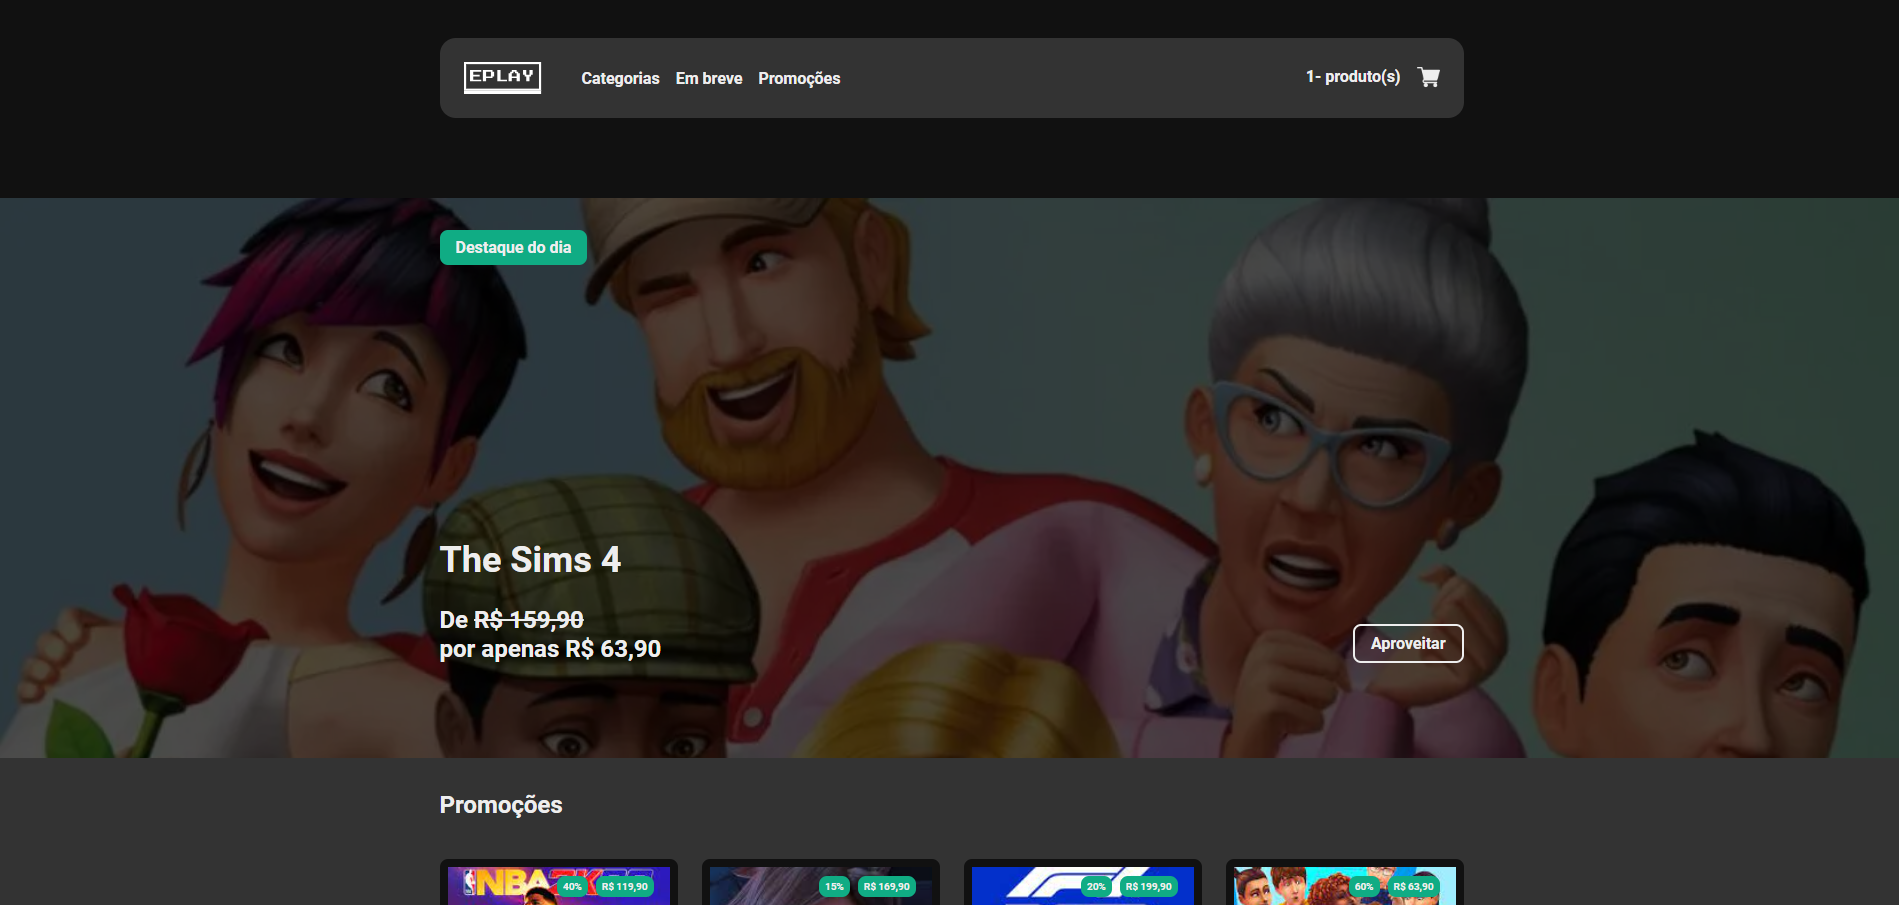 EPLAY
Categorias Em breve Promoções
1- produto(s)
Destaque do dia
The Sims 4
De R$ 159,90
por apenas R$ 63,90
Aproveitar
Promoções
NBA 2K
40% R$ 119,90
15% R$ 169,90
20% R$ 199,90
60% R$ 63,90